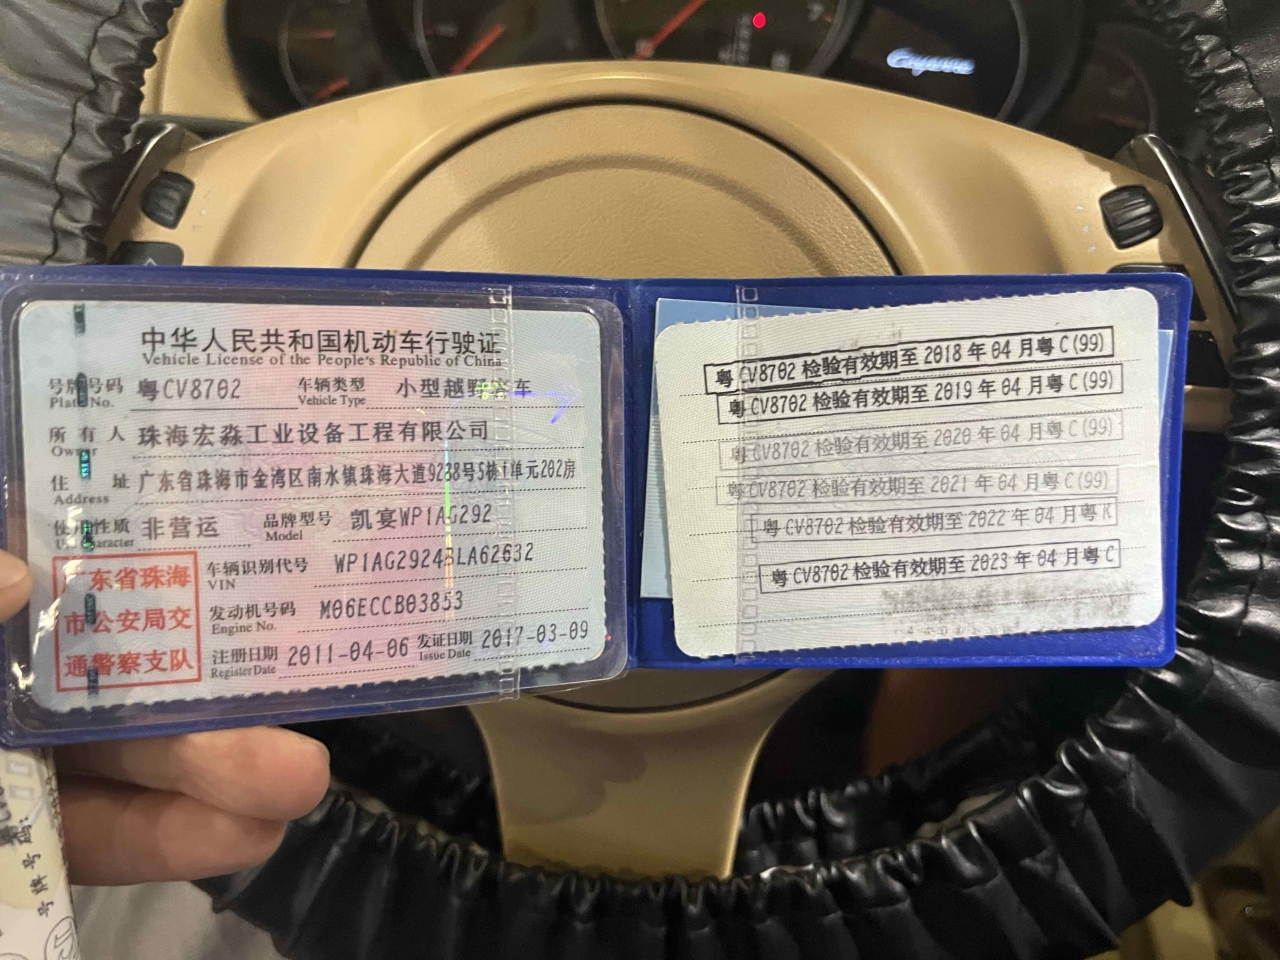 Cayenne
中华人民共和国机动车行驶证
Vehicle License of the People's Republic of China
号牌号码 粤CV8702 车辆类型 小型越野客车
Plate No. Vehicle Type
所有人 珠海宏淼工业设备工程有限公司
Owner
住址 广东省珠海市金湾区南水镇珠海大道9238号5栋1单元202房
Address
使用性质 非营运 品牌型号 凯宴WP1AG292
Use Character Model
车辆识别代号 WP1AG2924BLA62632
VIN
发动机号码 M06ECCB03853
Engine No.
注册日期 2011-04-06 发证日期 2017-03-09
Register Date Issue Date
广东省珠海
市公安局交
通警察支队
粤CV8702 检验有效期至 2018 年 04 月粤 C (99)
粤CV8702 检验有效期至 2019 年 04 月粤 C (99)
粤CV8702 检验有效期至 2020 年 04 月粤 C (99)
粤CV8702 检验有效期至 2021 年 04 月粤 C (99)
粤CV8702 检验有效期至 2022 年 04 月粤 K
粤CV8702 检验有效期至 2023 年 04 月粤 C
号牌号